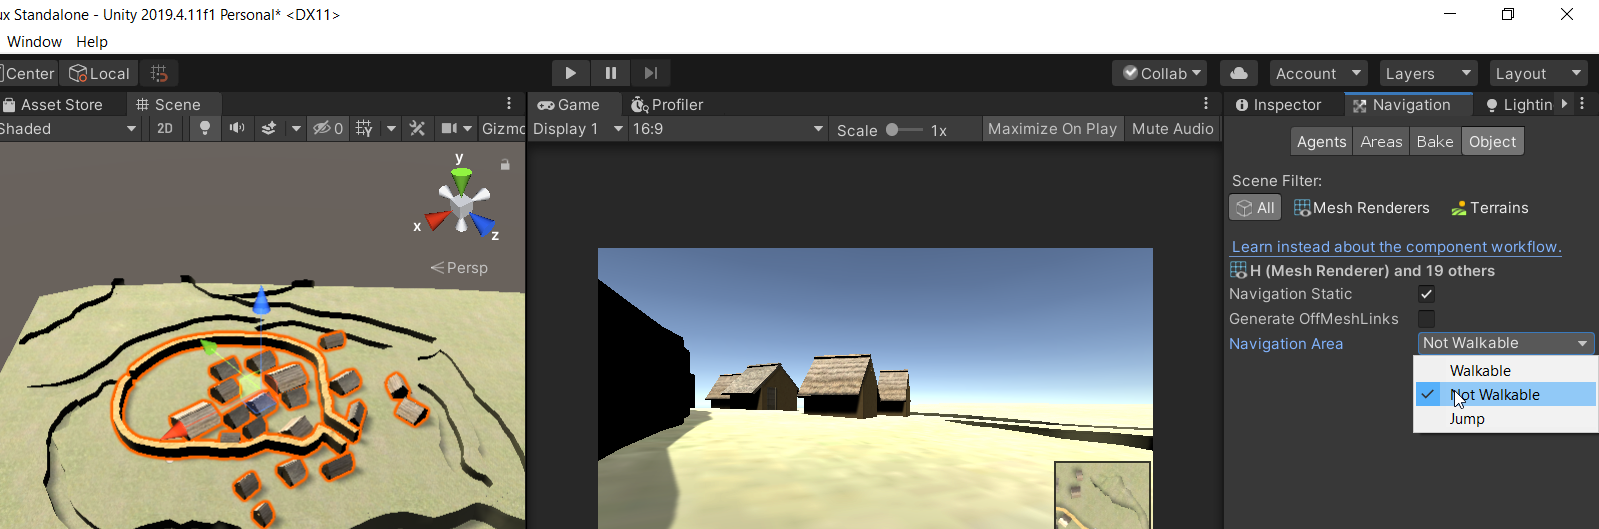 ux Standalone - Unity 2019.4.11f1 Personal* <DX11>
Window Help
Center Local Collab Account Layers Layout
Asset Store # Scene Game Profiler Inspector Navigation Lightin
Shaded 2D 0 Gizmo Display 1 16:9 Scale 1x Maximize On Play Mute Audio
Agents Areas Bake Object
y
x
z
Persp
Scene Filter:
All Mesh Renderers Terrains
Learn instead about the component workflow.
H (Mesh Renderer) and 19 others
Navigation Static
Generate OffMeshLinks
Navigation Area Not Walkable
Walkable
Not Walkable
Jump